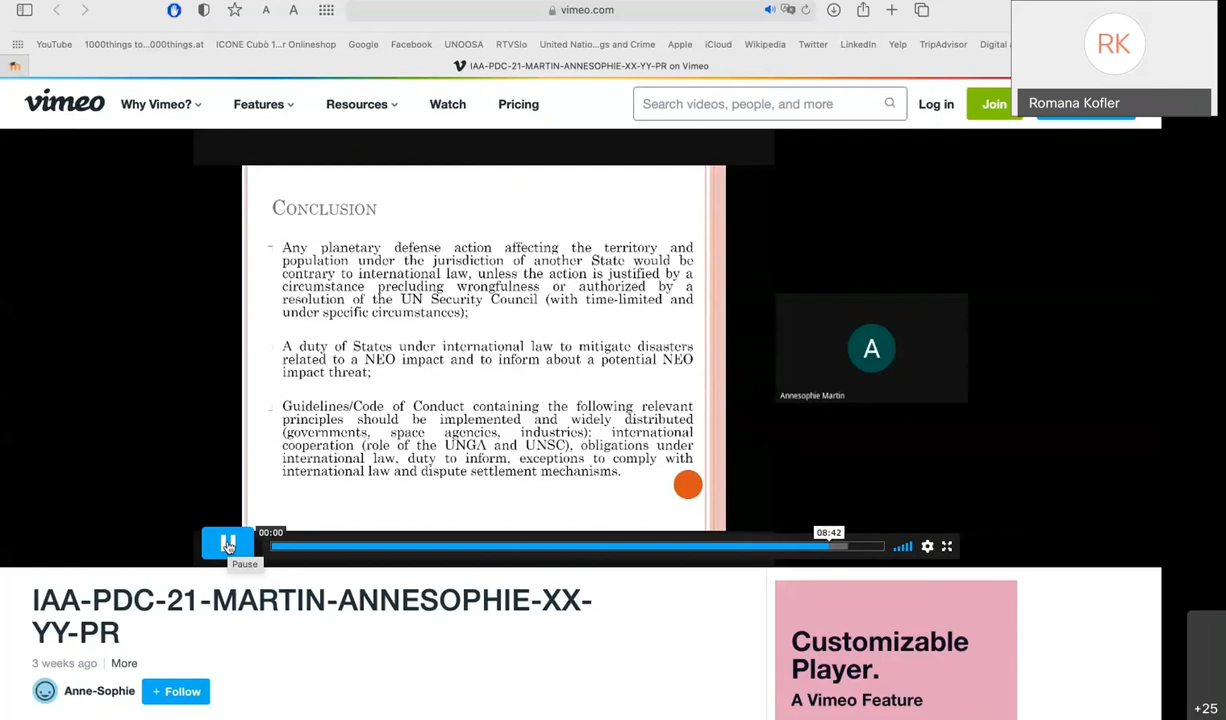 vimeo.com
YouTube 1000things to...000things.at ICONE Cubò 1...r Onlineshop Google Facebook UNOOSA RTVSlo United Natio...gs and Crime Apple iCloud Wikipedia Twitter LinkedIn Yelp TripAdvisor Digital
IAA-PDC-21-MARTIN-ANNESOPHIE-XX-YY-PR on Vimeo
RK
Romana Kofler
vimeo Why Vimeo? Features Resources Watch Pricing Search videos, people, and more Log in Join
CONCLUSION
Any planetary defense action affecting the territory and
population under the jurisdiction of another State would be
contrary to international law, unless the action is justified by a
circumstance precluding wrongfulness or authorized by a
resolution of the UN Security Council (with time-limited and
under specific circumstances);
A duty of States under international law to mitigate disasters
related to a NEO impact and to inform about a potential NEO
impact threat;
Guidelines/Code of Conduct containing the following relevant
principles should be implemented and widely distributed
(governments, space agencies, industries): international
cooperation (role of the UNGA and UNSC), obligations under
international law, duty to inform, exceptions to comply with
international law and dispute settlement mechanisms.
A
Annesophie Martin
00:00 08:42
Pause
IAA-PDC-21-MARTIN-ANNESOPHIE-XX-
YY-PR
3 weeks ago More
Anne-Sophie + Follow
Customizable
Player.
A Vimeo Feature
+25